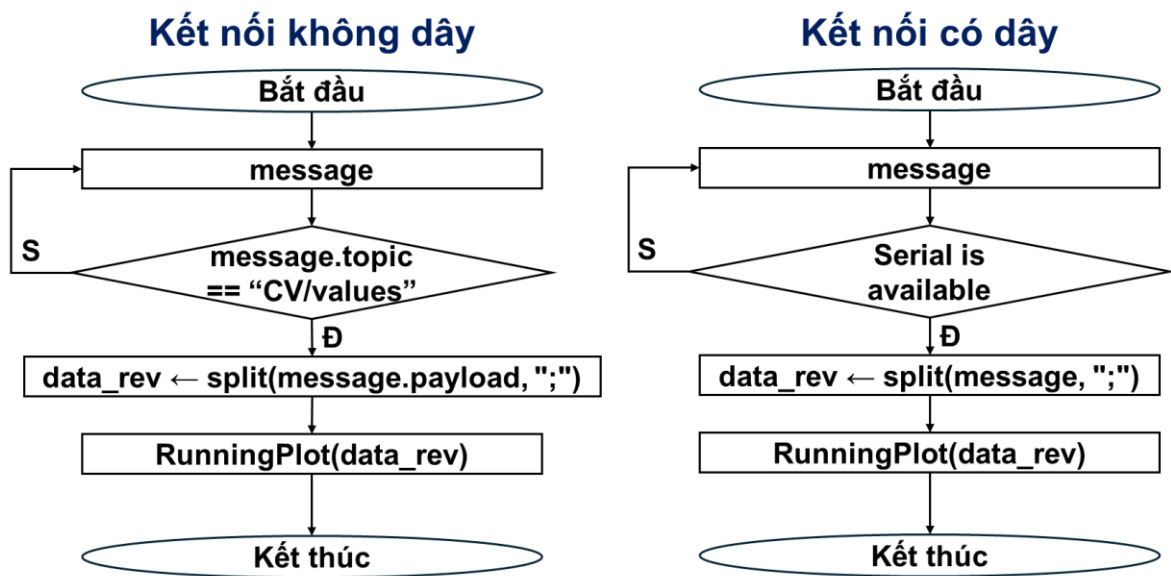 Kết nối không dây
Bắt đầu
message
S
message.topic
== “CV/values”
Đ
data_rev ← split(message.payload, ";")
RunningPlot(data_rev)
Kết thúc
Kết nối có dây
Bắt đầu
message
S
Serial is
available
Đ
data_rev ← split(message, ";")
RunningPlot(data_rev)
Kết thúc